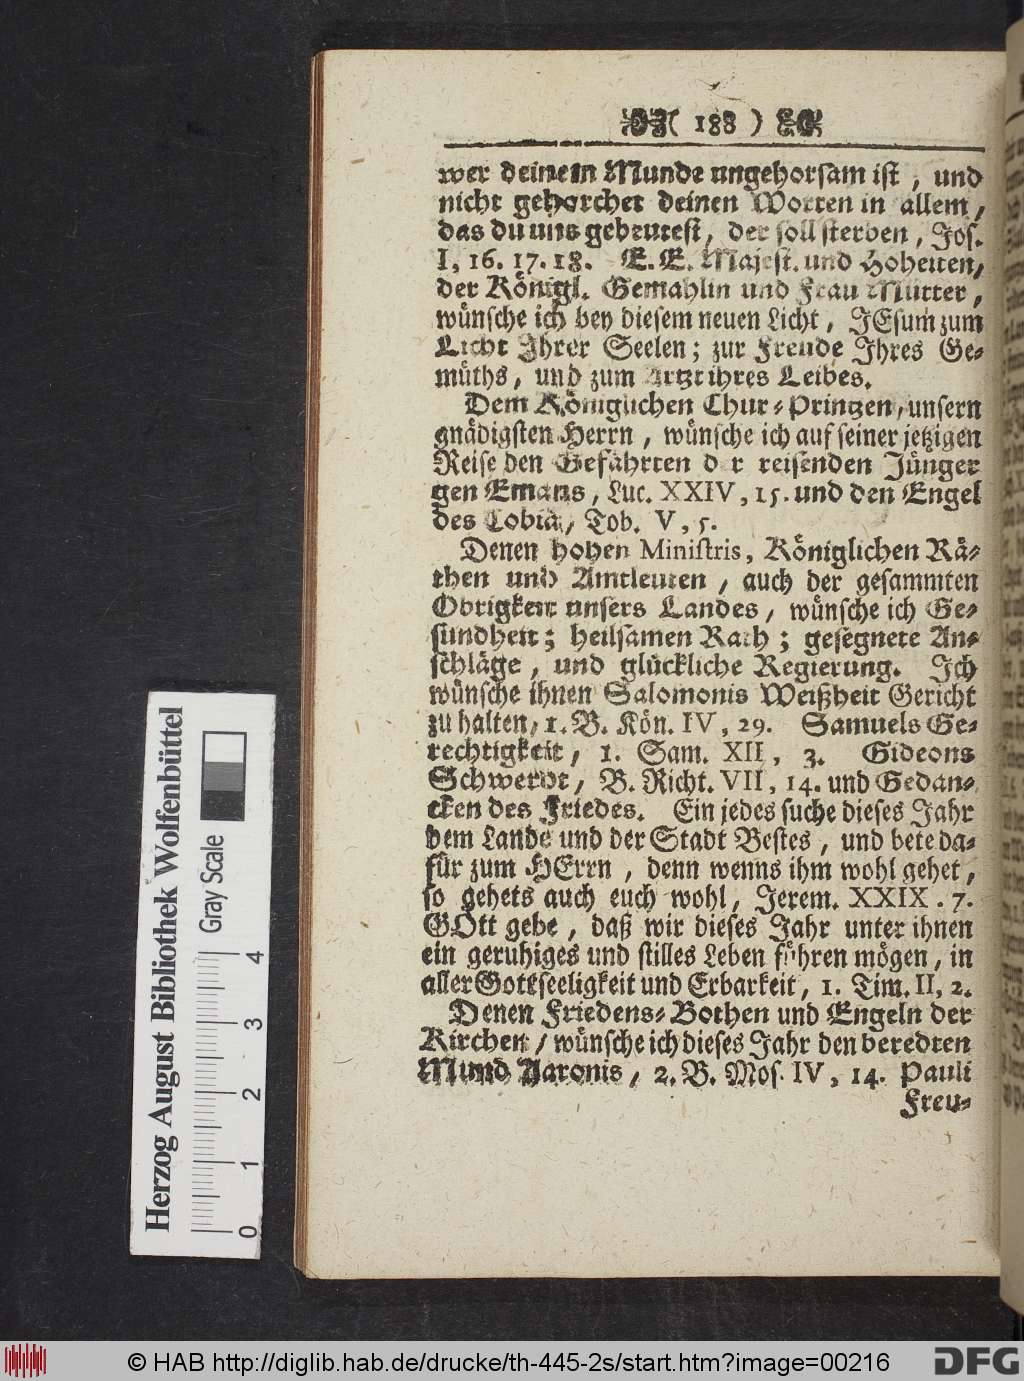 ( 188 )
wer deinem Munde ungehorsam ist, und
nicht gehorchet deinen Worten in allem,
das du uns gebeutest, der soll sterben, Jos.
I, 16. 17. 18. E. E. Majest. und Hoheiten,
der Königl. Gemahlin und Frau Mutter,
wünsche ich bey diesem neuen Licht, JEsum zum
Licht Ihrer Seelen; zur Freude Ihres Ge-
müths, und zum Artzt ihres Leibes.
Dem Königlichen Chur-Printzen, unsern
gnädigsten Herrn, wünsche ich auf seiner jetzigen
Reise den Gefährten der reisenden Jünger
gen Emaus, Luc. XXIV, 15. und den Engel
des Tobiä, Tob. V, 5.
Denen hohen Ministris, Königlichen Rä-
then und Amtleuten, auch der gesammten
Obrigkeit unsers Landes, wünsche ich Ge-
sundheit; heilsamen Rath; gesegnete An-
schläge, und glückliche Regierung. Ich
wünsche ihnen Salomonis Weißheit Gericht
zu halten, 1. B. Kön. IV, 29. Samuels Ge-
rechtigkeit, 1. Sam. XII, 3. Gideons
Schwerdt, B. Richt. VII, 14. und Gedan-
cken des Friedes. Ein jedes suche dieses Jahr
dem Lande und der Stadt Bestes, und bete da-
für zum HErrn, denn wenns ihm wohl gehet,
so gehets auch euch wohl, Jerem. XXIX. 7.
GOtt gebe, daß wir dieses Jahr unter ihnen
ein geruhiges und stilles Leben führen mögen, in
aller Gottseeligkeit und Erbarkeit, 1. Tim. II, 2.
Denen Friedens-Bothen und Engeln der
Kirchen, wünsche ich dieses Jahr den beredten
Mund Aaronis, 2. B. Mos. IV, 14. Pauli
Freu-
Herzog August Bibliothek Wolfenbüttel
Gray Scale
0 1 2 3 4
© HAB http://diglib.hab.de/drucke/th-445-2s/start.htm?image=00216
DFG